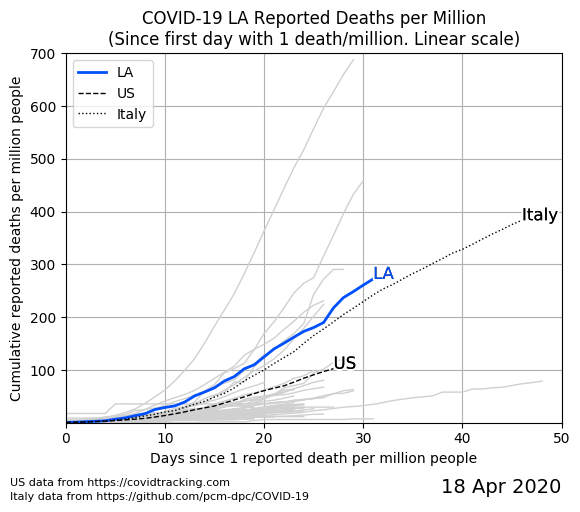 COVID-19 LA Reported Deaths per Million
(Since first day with 1 death/million. Linear scale)
700
600
500
400
300
200
100
0
10
20
30
40
50
LA
US
Italy
Italy
LA
US
Cumulative reported deaths per million people
Days since 1 reported death per million people
US data from https://covidtracking.com
Italy data from https://github.com/pcm-dpc/COVID-19
18 Apr 2020